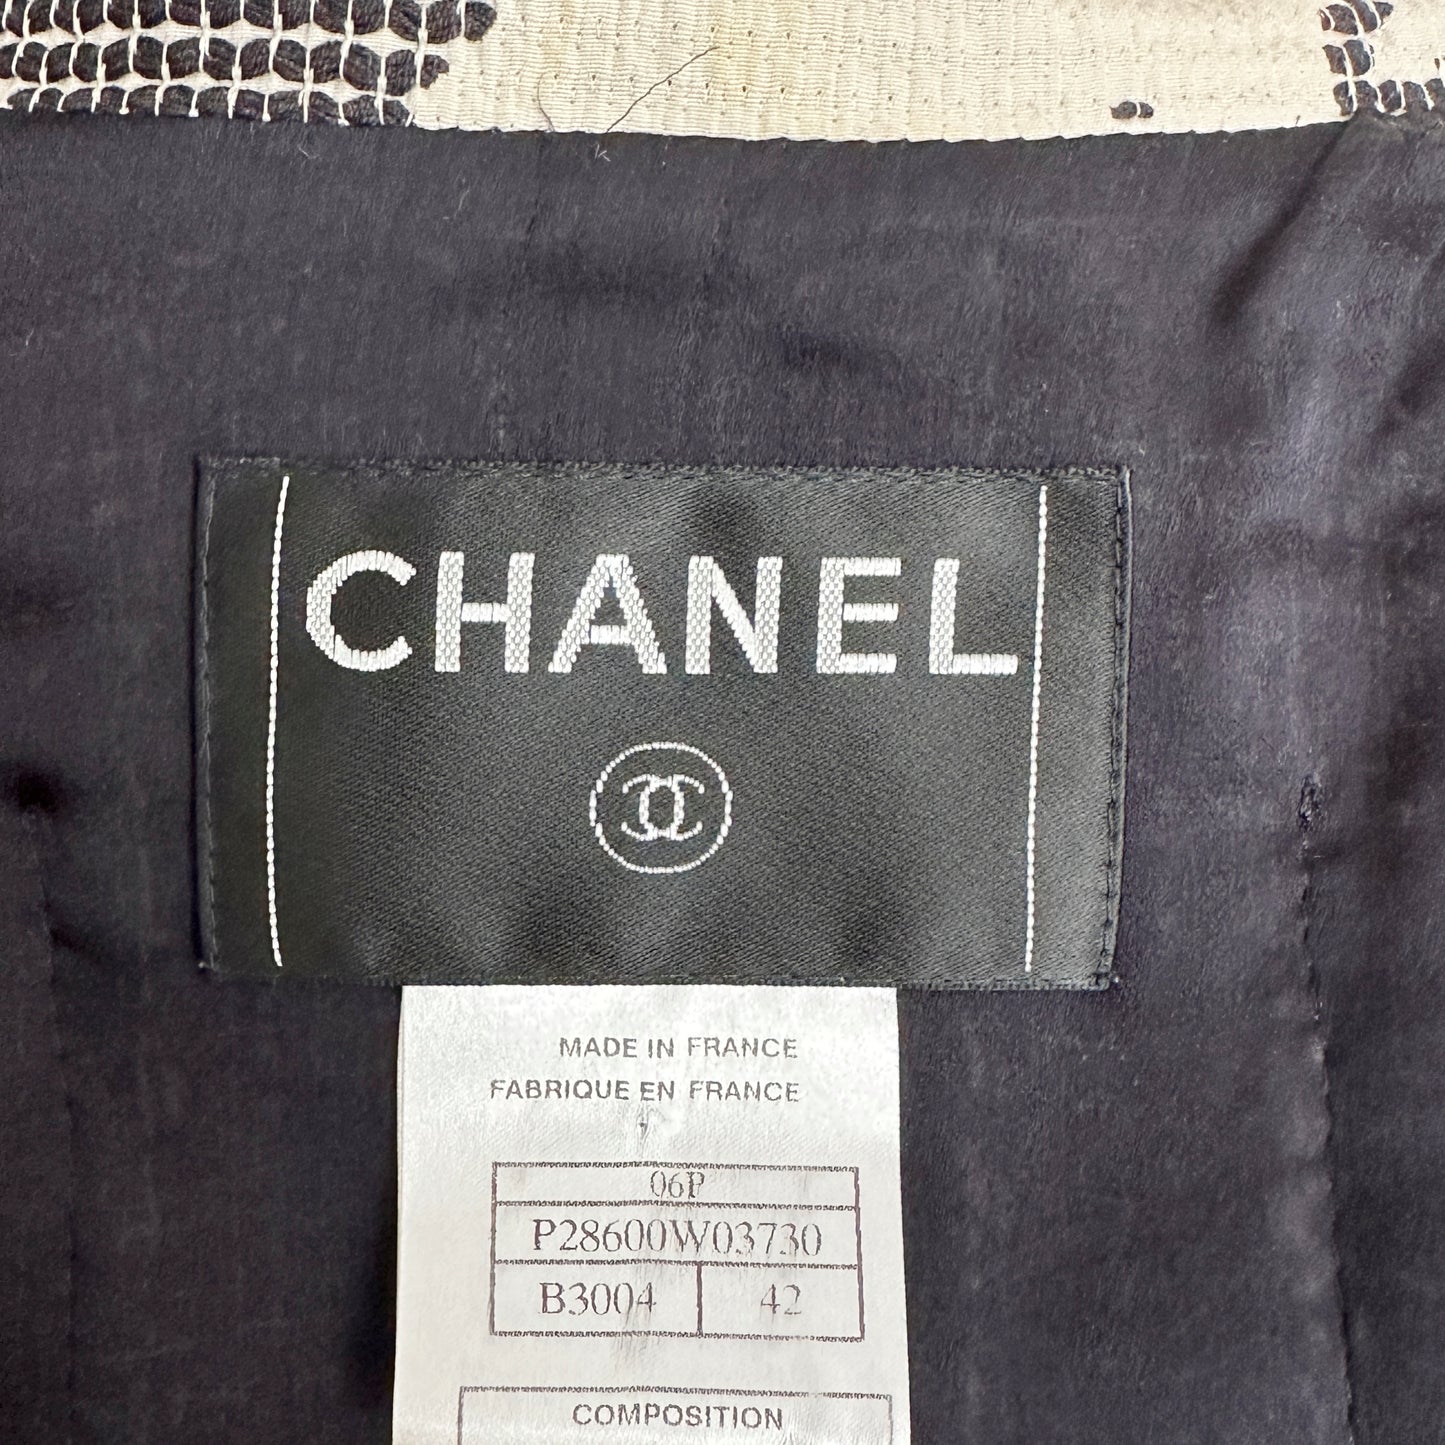 CHANEL
MADE IN FRANCE
FABRIQUE EN FRANCE
06P
P28600W03730
B3004 42
COMPOSITION